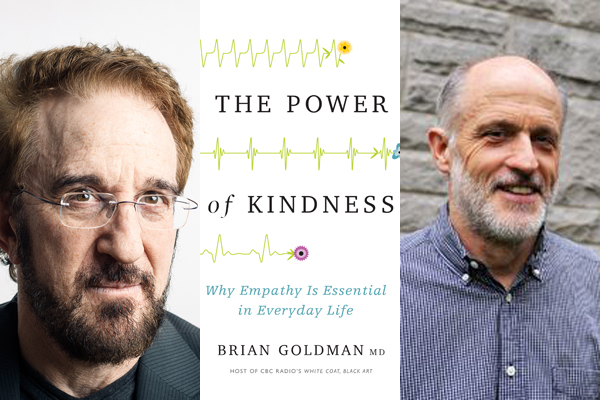 THE POWER
of KINDNESS
Why Empathy Is Essential
in Everyday Life
BRIAN GOLDMAN MD
HOST OF CBC RADIO'S WHITE COAT, BLACK ART